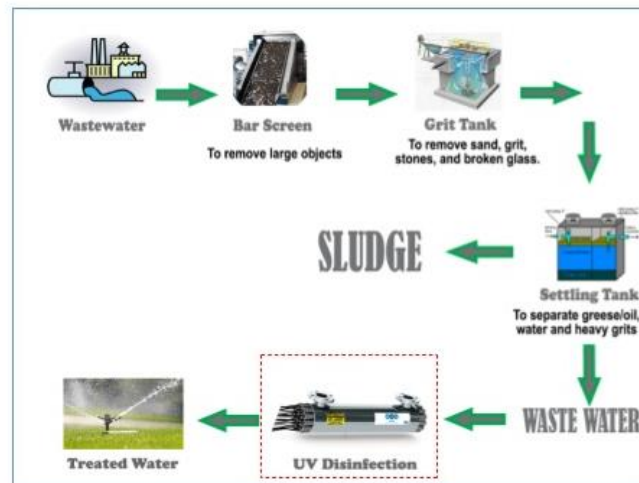 Wastewater
Bar Screen
To remove large objects
Grit Tank
To remove sand, grit,
stones, and broken glass.
SLUDGE
Settling Tank
To separate greese/oil,
water and heavy grits
Treated Water
UV Disinfection
WASTE WATER